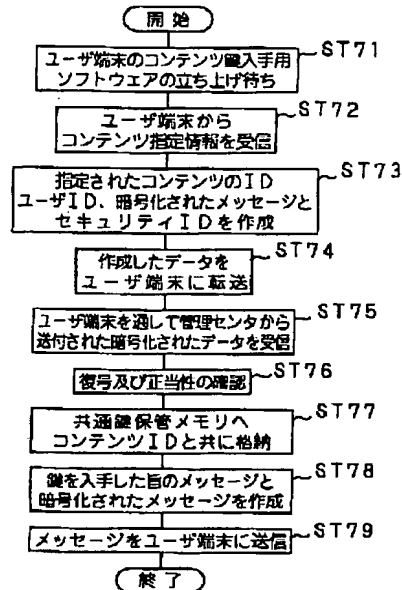 開始
ユーザ端末のコンテンツ鍵入手用
ソフトウェアの立ち上げ待ち
ST71
ユーザ端末から
コンテンツ指定情報を受信
ST72
指定されたコンテンツのID
ユーザID、暗号化されたメッセージと
セキュリティIDを作成
ST73
作成したデータを
ユーザ端末に転送
ST74
ユーザ端末を通して管理センタから
送付された暗号化されたデータを受信
ST75
復号及び正当性の確認
ST76
共通鍵保管メモリへ
コンテンツIDと共に格納
ST77
鍵を入手した旨のメッセージと
暗号化されたメッセージを作成
ST78
メッセージをユーザ端末に送信
ST79
終了